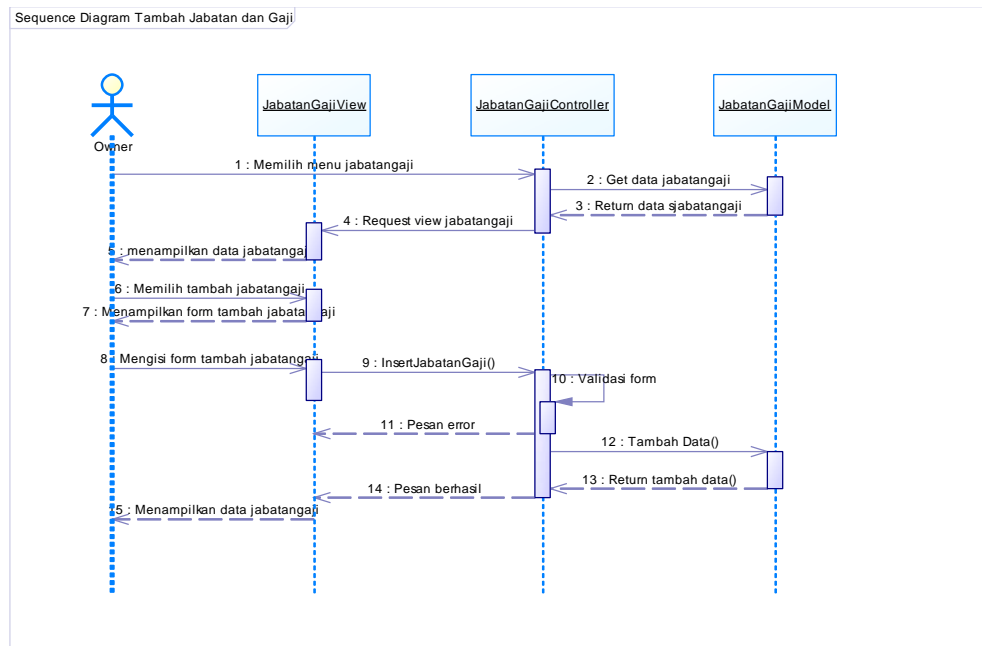 Sequence Diagram Tambah Jabatan dan Gaji
Owner
JabatanGajiView
JabatanGajiController
JabatanGajiModel
1 : Memilih menu jabatangaji
2 : Get data jabatangaji
3 : Return data sjabatangaji
4 : Request view jabatangaji
5 : menampilkan data jabatangaji
6 : Memilih tambah jabatangaji
7 : Menampilkan form tambah jabatangaji
8 : Mengisi form tambah jabatangaji
9 : InsertJabatanGaji()
10 : Validasi form
11 : Pesan error
12 : Tambah Data()
13 : Return tambah data()
14 : Pesan berhasil
15 : Menampilkan data jabatangaji